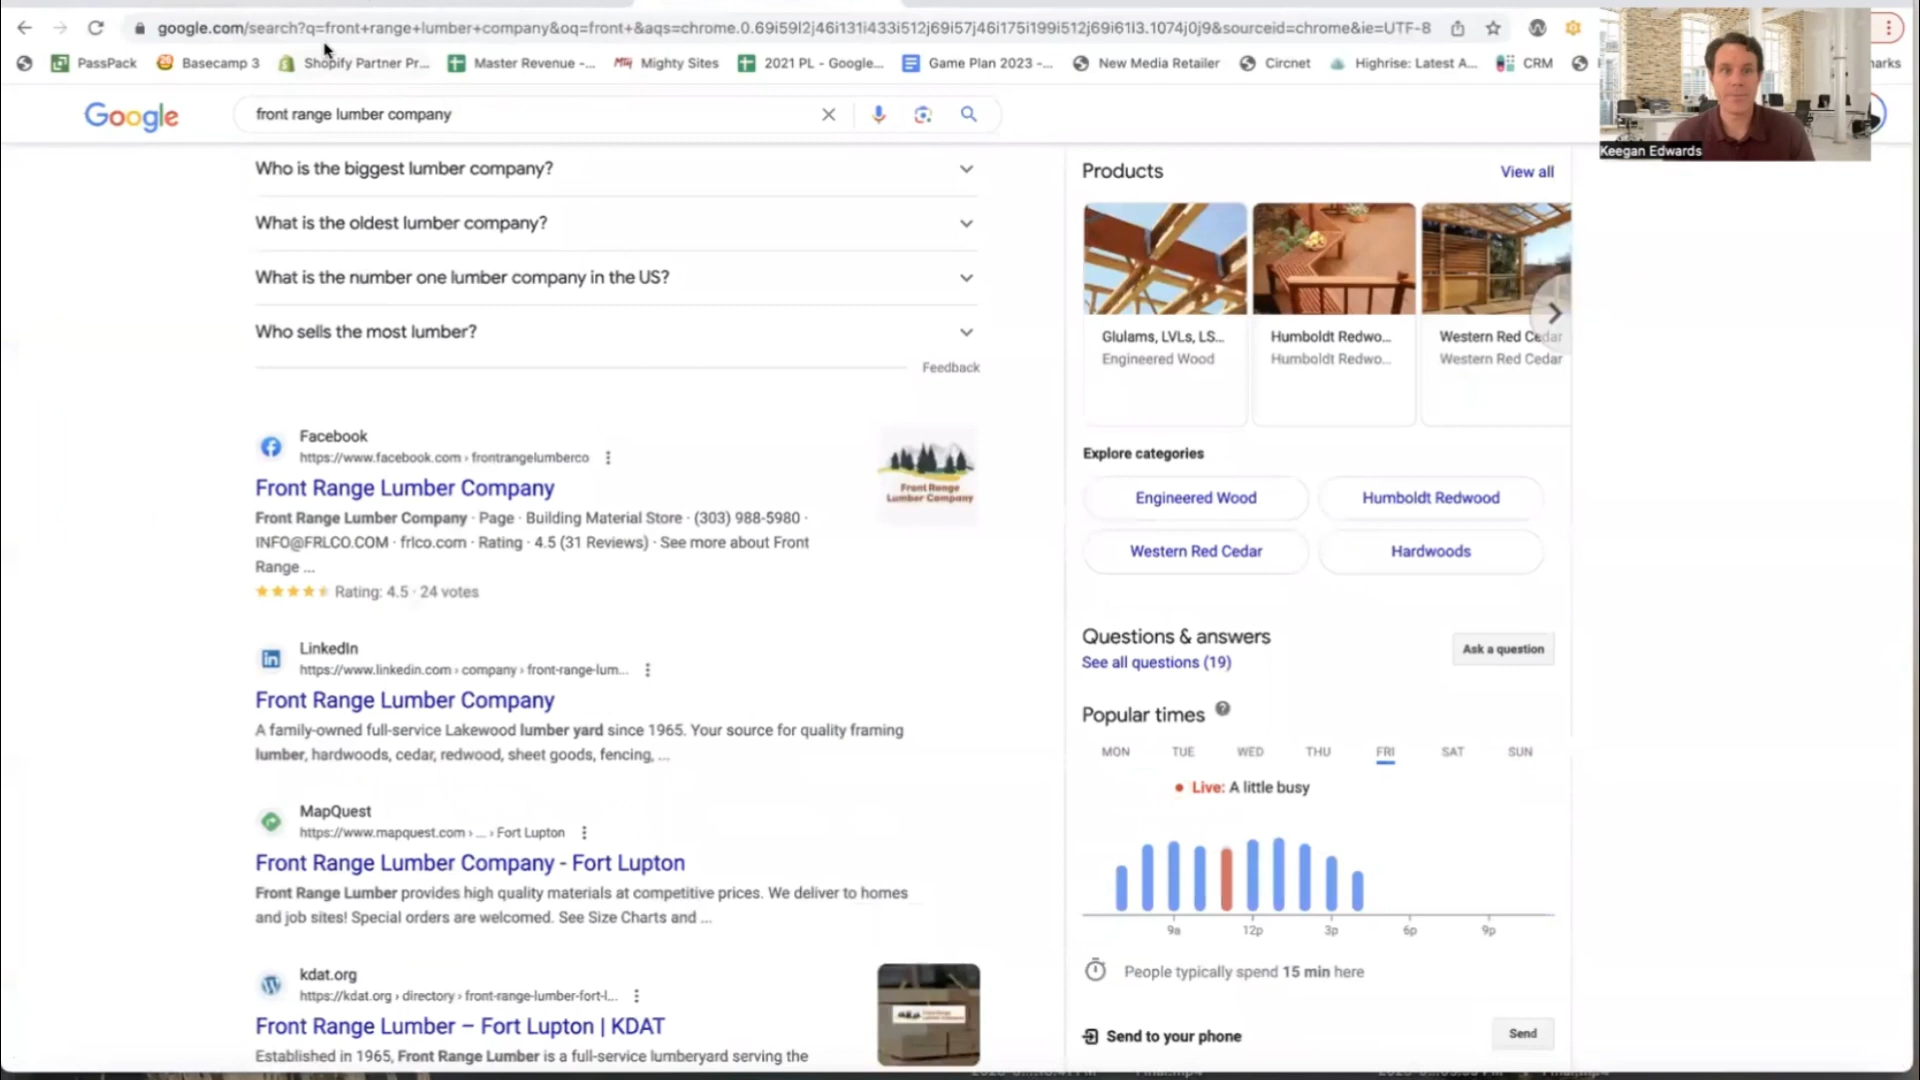 google.com/search?q=front+range+lumber+company&oq=front+&aqs=chrome.0.69i59l2j46i131i433i512j69i57j46i175i199i512j69i61l3.1074j0j9&sourceid=chrome&ie=UTF-8
PassPack
Basecamp 3
Shopify Partner Pr...
Master Revenue -...
Mighty Sites
2021 PL - Google...
Game Plan 2023 -...
New Media Retailer
Circnet
Highrise: Latest A...
CRM
Keegan Edwards
Google
front range lumber company
Who is the biggest lumber company?
What is the oldest lumber company?
What is the number one lumber company in the US?
Who sells the most lumber?
Feedback
Facebook
https://www.facebook.com › frontrangelumberco
Front Range Lumber Company
Front Range Lumber Company · Page · Building Material Store · (303) 988-5980 ·
INFO@FRLCO.COM · frlco.com · Rating · 4.5 (31 Reviews) · See more about Front
Range ...
Rating: 4.5 · 24 votes
Front Range
Lumber Company
LinkedIn
https://www.linkedin.com › company › front-range-lum...
Front Range Lumber Company
A family-owned full-service Lakewood lumber yard since 1965. Your source for quality framing
lumber, hardwoods, cedar, redwood, sheet goods, fencing, ...
MapQuest
https://www.mapquest.com › ... › Fort Lupton
Front Range Lumber Company - Fort Lupton
Front Range Lumber provides high quality materials at competitive prices. We deliver to homes
and job sites! Special orders are welcomed. See Size Charts and ...
kdat.org
https://kdat.org › directory › front-range-lumber-fort-l...
Front Range Lumber – Fort Lupton | KDAT
Established in 1965, Front Range Lumber is a full-service lumberyard serving the
Products
View all
Glulams, LVLs, LS...
Engineered Wood
Humboldt Redwo...
Humboldt Redwo...
Western Red Cedar
Western Red Cedar
Explore categories
Engineered Wood
Humboldt Redwood
Western Red Cedar
Hardwoods
Questions & answers
See all questions (19)
Ask a question
Popular times
MON TUE WED THU FRI SAT SUN
Live: A little busy
9a 12p 3p 6p 9p
People typically spend 15 min here
Send to your phone
Send